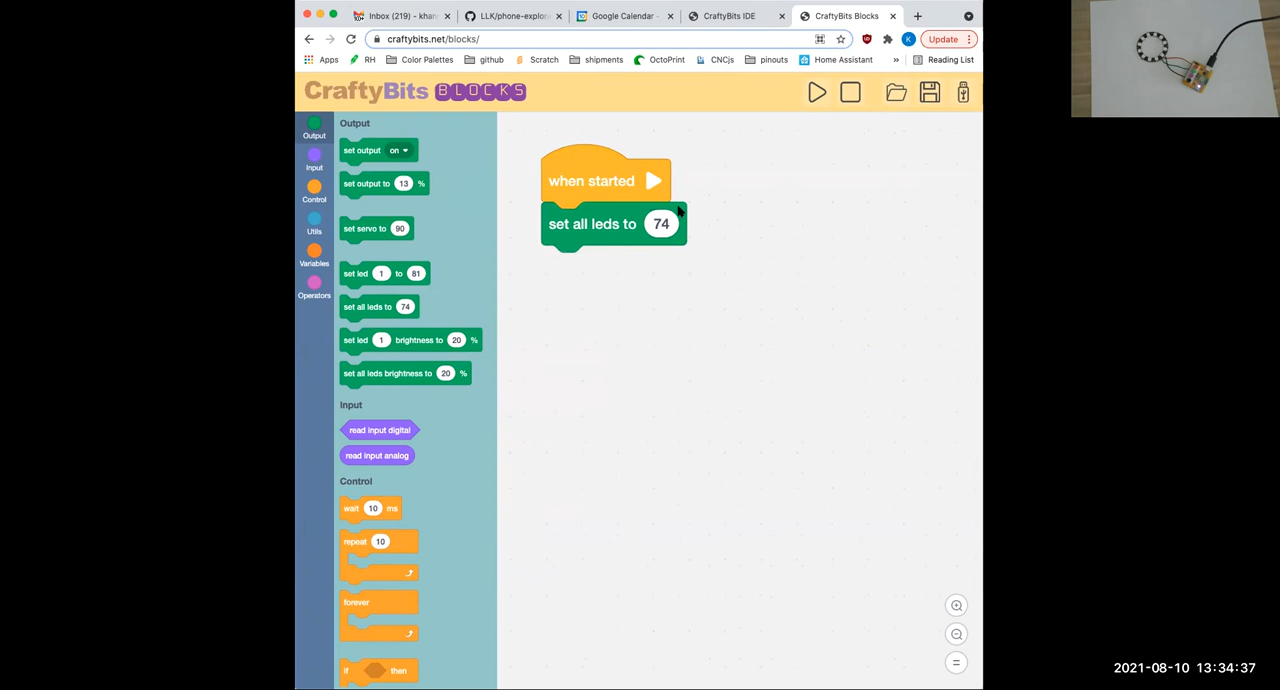 Inbox (219) - khan
LLK/phone-explor
Google Calendar -
CraftyBits IDE
CraftyBits Blocks
craftybits.net/blocks/
K
Update
Apps
RH
Color Palettes
github
Scratch
shipments
OctoPrint
CNCjs
pinouts
Home Assistant
»
Reading List
CraftyBits BLOCKS
Output
Input
Control
Utils
Variables
Operators
Output
set output on
set output to 13 %
set servo to 90
set led 1 to 81
set all leds to 74
set led 1 brightness to 20 %
set all leds brightness to 20 %
Input
read input digital
read input analog
Control
wait 10 ms
repeat 10
forever
if then
when started
set all leds to 74
2021-08-10 13:34:37